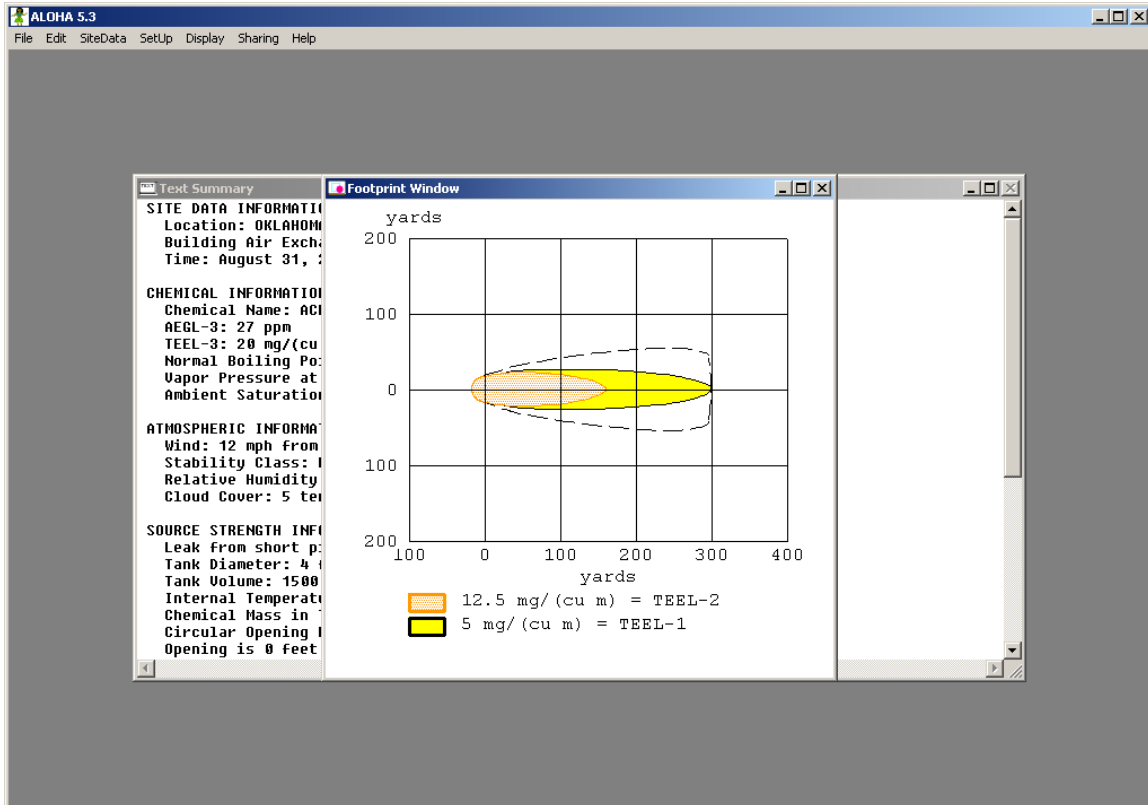 ALOHA 5.3
File Edit SiteData SetUp Display Sharing Help
Text Summary
SITE DATA INFORMATI
Location: OKLAHOM
Building Air Exch
Time: August 31,
CHEMICAL INFORMATIO
Chemical Name: AC
AEGL-3: 27 ppm
TEEL-3: 20 mg/(cu
Normal Boiling Po
Vapor Pressure at
Ambient Saturation
ATMOSPHERIC INFORMA
Wind: 12 mph from
Stability Class:
Relative Humidity
Cloud Cover: 5 te
SOURCE STRENGTH INF
Leak from short p
Tank Diameter: 4
Tank Volume: 1500
Internal Temperat
Chemical Mass in
Circular Opening
Opening is 0 feet
Footprint Window
yards
200
100
0
100
200
100 0 100 200 300 400
yards
12.5 mg/(cu m) = TEEL-2
5 mg/(cu m) = TEEL-1